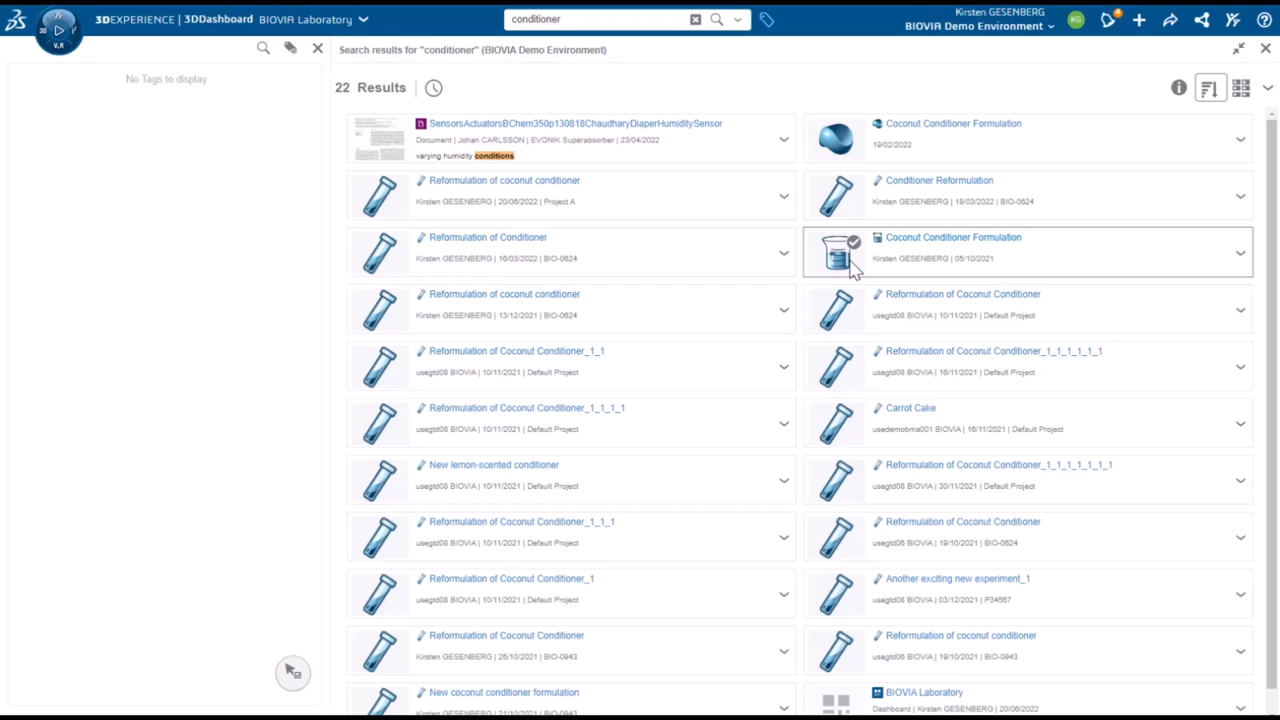 3DEXPERIENCE | 3DDashboard BIOVIA Laboratory
conditioner
Kirsten GESENBERG
BIOVIA Demo Environment
KG
3D
V.R
Search results for "conditioner" (BIOVIA Demo Environment)
No Tags to display
22 Results
SensorsActuatorsBChem350p130818ChaudharyDiaperHumiditySensor
Document | Johan CARLSSON | EVONIK Superabsorber | 23/04/2022
varying humidity conditions
Coconut Conditioner Formulation
19/02/2022
Reformulation of coconut conditioner
Kirsten GESENBERG | 20/06/2022 | Project A
Conditioner Reformulation
Kirsten GESENBERG | 18/03/2022 | BIO-0624
Reformulation of Conditioner
Kirsten GESENBERG | 16/03/2022 | BIO-0624
Coconut Conditioner Formulation
Kirsten GESENBERG | 05/10/2021
Reformulation of coconut conditioner
Kirsten GESENBERG | 13/12/2021 | BIO-0624
Reformulation of Coconut Conditioner
usegtd08 BIOVIA | 10/11/2021 | Default Project
Reformulation of Coconut Conditioner_1_1
usegtd08 BIOVIA | 10/11/2021 | Default Project
Reformulation of Coconut Conditioner_1_1_1_1_1_1
usegtd08 BIOVIA | 16/11/2021 | Default Project
Reformulation of Coconut Conditioner_1_1_1_1
usegtd08 BIOVIA | 10/11/2021 | Default Project
Carrot Cake
usedemobma001 BIOVIA | 16/11/2021 | Default Project
New lemon-scented conditioner
usegtd08 BIOVIA | 10/11/2021 | Default Project
Reformulation of Coconut Conditioner_1_1_1_1_1_1_1
usegtd08 BIOVIA | 30/11/2021 | Default Project
Reformulation of Coconut Conditioner_1_1_1
usegtd08 BIOVIA | 10/11/2021 | Default Project
Reformulation of Coconut Conditioner
usegtd06 BIOVIA | 19/10/2021 | BIO-0624
Reformulation of Coconut Conditioner_1
usegtd08 BIOVIA | 10/11/2021 | Default Project
Another exciting new experiment_1
usegtd08 BIOVIA | 03/12/2021 | P34567
Reformulation of Coconut Conditioner
Kirsten GESENBERG | 25/10/2021 | BIO-0943
Reformulation of coconut conditioner
usegtd06 BIOVIA | 19/10/2021 | BIO-0943
New coconut conditioner formulation
Kirsten GESENBERG | 21/10/2021 | BIO-0943
BIOVIA Laboratory
Dashboard | Kirsten GESENBERG | 20/06/2022